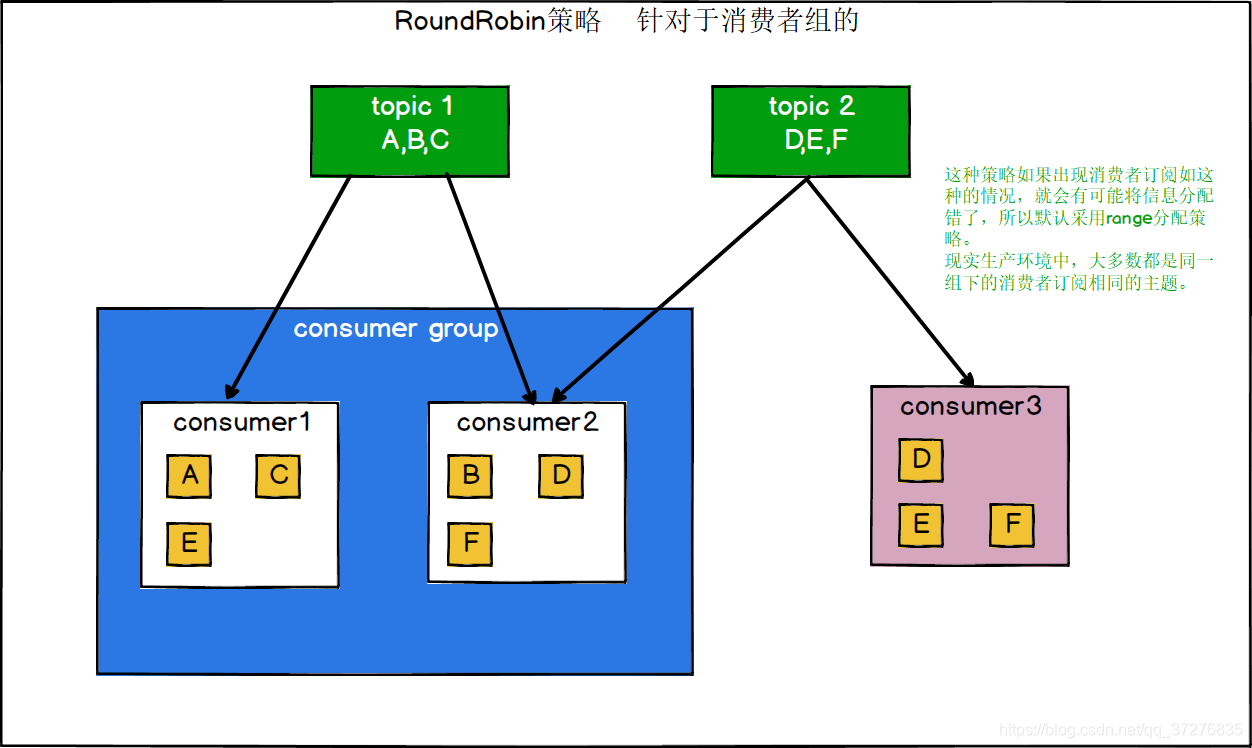 RoundRobin策略 针对于消费者组的
topic 1
A,B,C
topic 2
D,E,F
这种策略如果出现消费者订阅如这
种的情况，就会有可能将信息分配
错了，所以默认采用range分配策
略。
现实生产环境中，大多数都是同一
组下的消费者订阅相同的主题。
consumer group
consumer1
A C
E
consumer2
B D
F
consumer3
D
E F
https://blog.csdn.net/qq_37276835